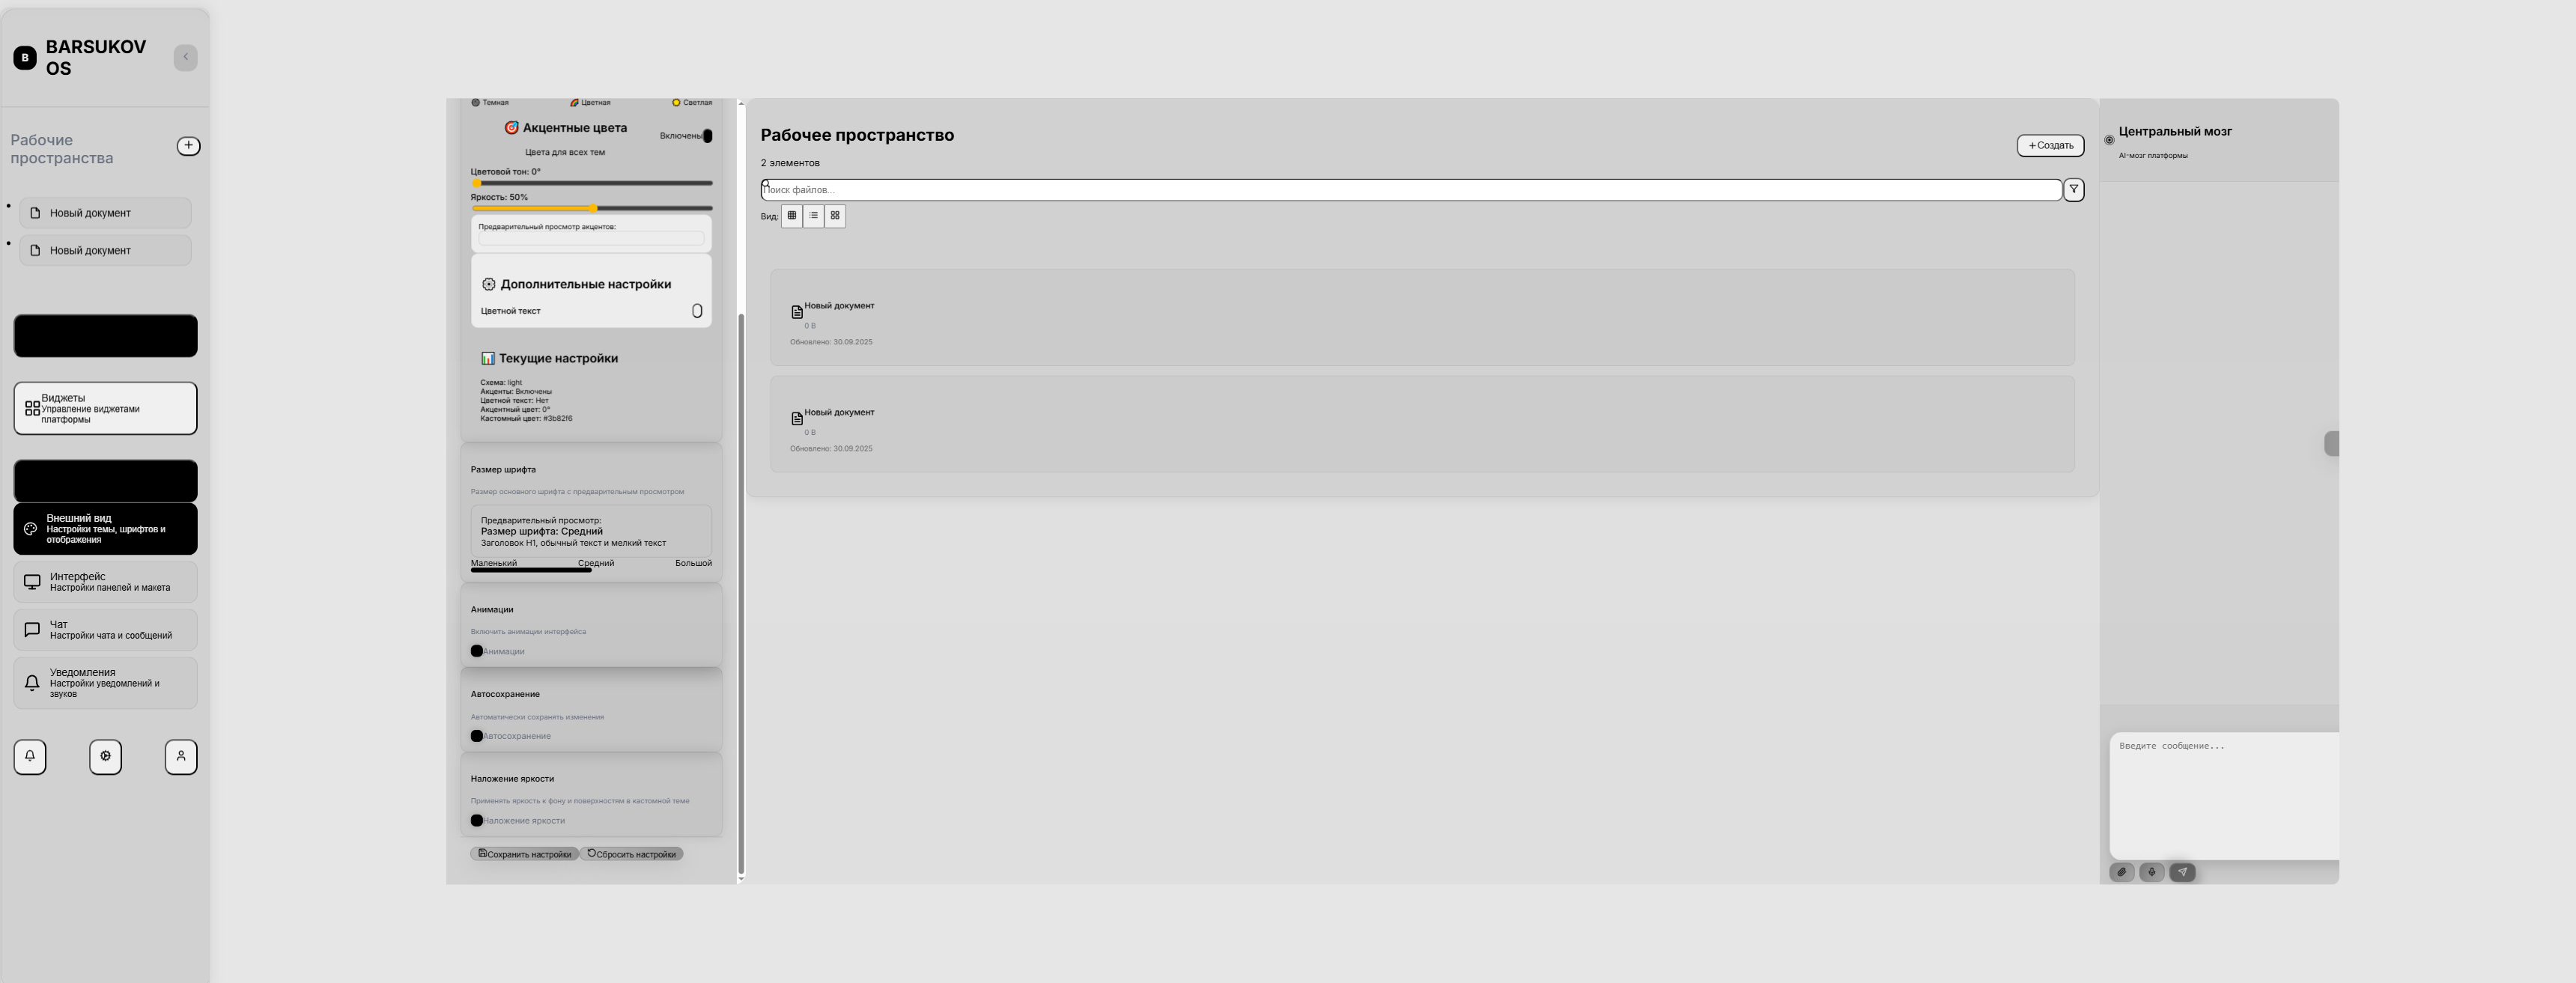 B
BARSUKOV
OS
Рабочие
пространства
Новый документ
Новый документ
Виджеты
Управление виджетами
платформы
Внешний вид
Настройки темы, шрифтов и
отображения
Интерфейс
Настройки панелей и макета
Чат
Настройки чата и сообщений
Уведомления
Настройки уведомлений и
звуков
Темная
Цветная
Светлая
Акцентные цвета
Включены
Цвета для всех тем
Цветовой тон: 0°
Яркость: 50%
Предварительный просмотр акцентов:
Дополнительные настройки
Цветной текст
Текущие настройки
Схема: light
Акценты: Включены
Цветной текст: Нет
Акцентный цвет: 0°
Кастомный цвет: #3b82f6
Размер шрифта
Размер основного шрифта с предварительным просмотром
Предварительный просмотр:
Размер шрифта: Средний
Заголовок H1, обычный текст и мелкий текст
Маленький Средний Большой
Анимации
Включить анимации интерфейса
Анимации
Автосохранение
Автоматически сохранять изменения
Автосохранение
Наложение яркости
Применять яркость к фону и поверхностям в кастомной теме
Наложение яркости
Сохранить настройки
Сбросить настройки
Рабочее пространство
2 элементов
+ Создать
Поиск файлов...
Вид:
Новый документ
0 B
Обновлено: 30.09.2025
Новый документ
0 B
Обновлено: 30.09.2025
Центральный мозг
AI-мозг платформы
Введите сообщение...